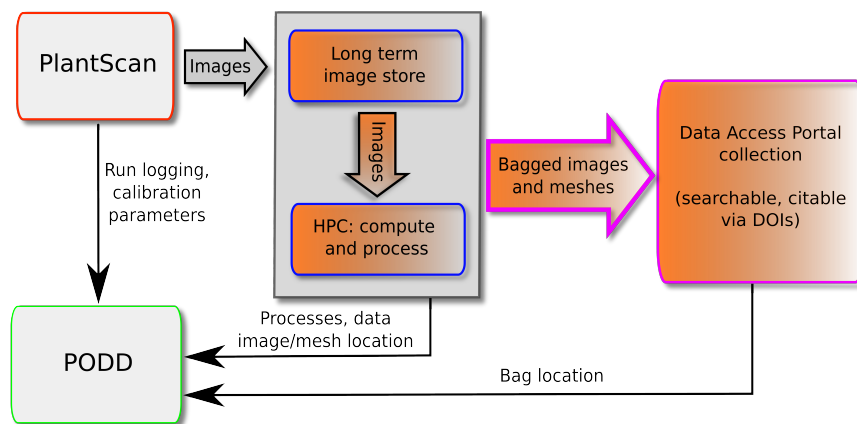 PlantScan
Images
Long term
image store
Images
HPC: compute
and process
Bagged images
and meshes
Data Access Portal
collection
(searchable, citable
via DOIs)
Run logging,
calibration
parameters
Processes, data
image/mesh location
PODD
Bag location